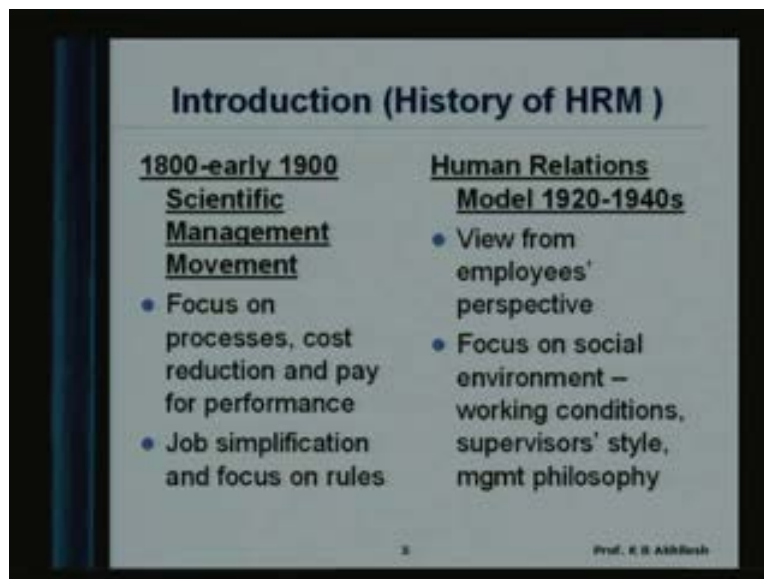 Introduction (History of HRM )
1800-early 1900
Scientific
Management
Movement
Focus on
processes, cost
reduction and pay
for performance
Job simplification
and focus on rules
Human Relations
Model 1920-1940s
View from
employees'
perspective
Focus on social
environment –
working conditions,
supervisors' style,
mgmt philosophy
Prof. K B Akhilesh